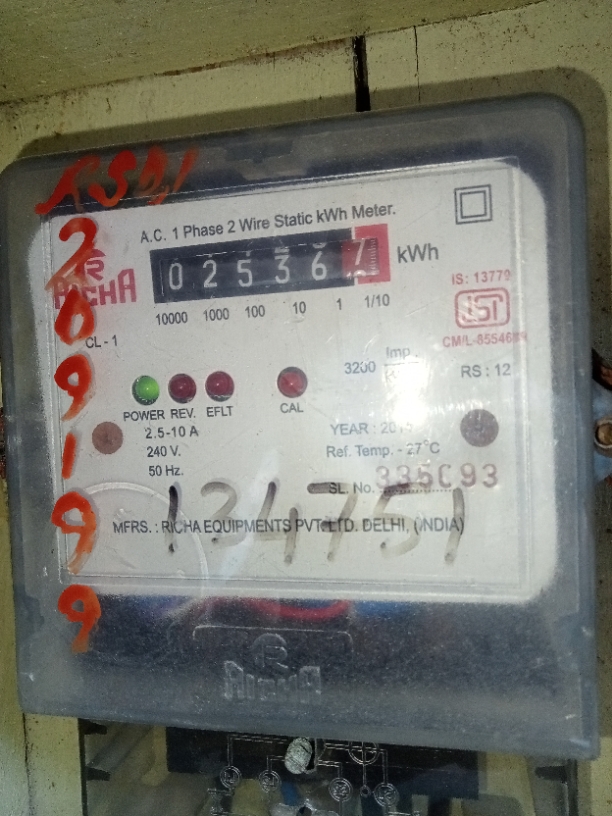 A.C. 1 Phase 2 Wire Static kWh Meter.
RICHA
0 2 5 3 6 7
kWh
10000 1000 100 10 1 1/10
IS: 13779
ISI
CL - 1
3200 Imp.
RS : 12
POWER REV. EFLT CAL
2.5-10 A
240 V.
50 Hz.
YEAR :
Ref. Temp. - 27°C
SL. No.
MFRS. : RICHA EQUIPMENTS PVT. LTD. DELHI, (INDIA)
134751
2
0
9
1
9
9
RICHA